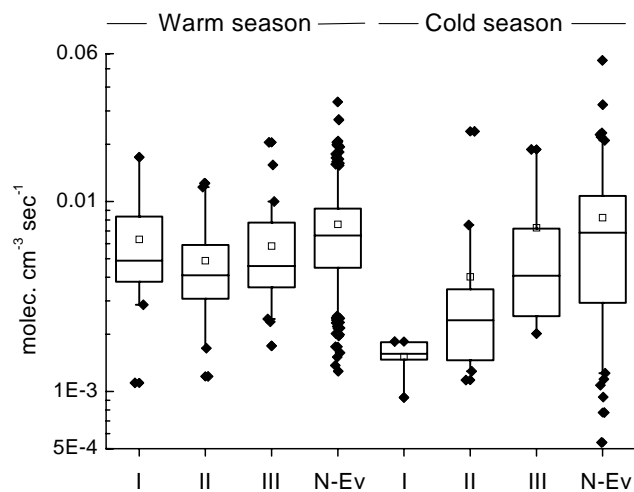 Warm season Cold season
0.06
0.01
1E-3
5E-4
molec. cm⁻³ sec⁻¹
I II III N-Ev I II III N-Ev